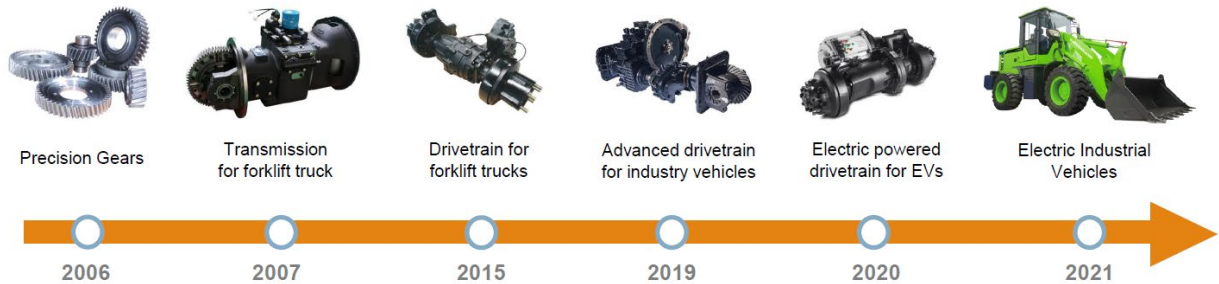 Precision Gears
Transmission
for forklift truck
Drivetrain for
forklift trucks
Advanced drivetrain
for industry vehicles
Electric powered
drivetrain for EVs
Electric Industrial
Vehicles
2006
2007
2015
2019
2020
2021